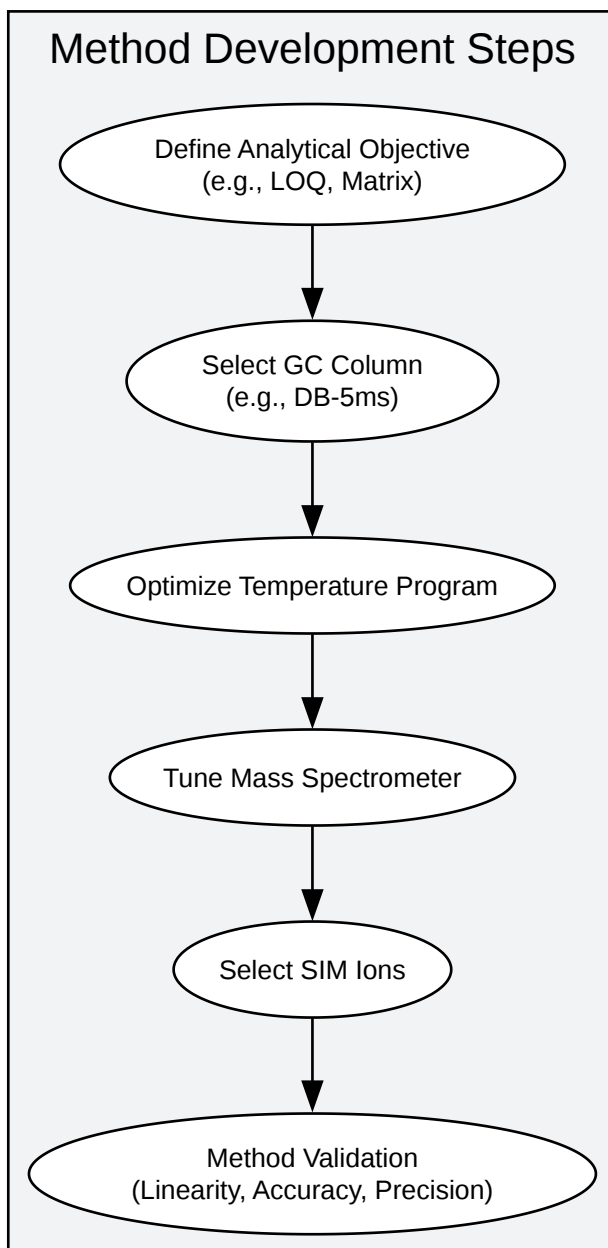 Method Development Steps
Define Analytical Objective
(e.g., LOQ, Matrix)
Select GC Column
(e.g., DB-5ms)
Optimize Temperature Program
Tune Mass Spectrometer
Select SIM Ions
Method Validation
(Linearity, Accuracy, Precision)